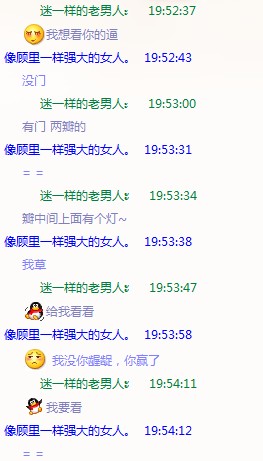 迷一样的老男人 19:52:37
我想看你的逼
像顾里一样强大的女人。 19:52:43
没门
迷一样的老男人 19:53:00
有门 两瓣的
像顾里一样强大的女人。 19:53:31
= =
迷一样的老男人 19:53:34
瓣中间上面有个灯~
像顾里一样强大的女人。 19:53:38
我草
迷一样的老男人 19:53:47
给我看看
像顾里一样强大的女人。 19:53:58
我没你龌龊，你赢了
迷一样的老男人 19:54:11
我要看
像顾里一样强大的女人。 19:54:12
= =